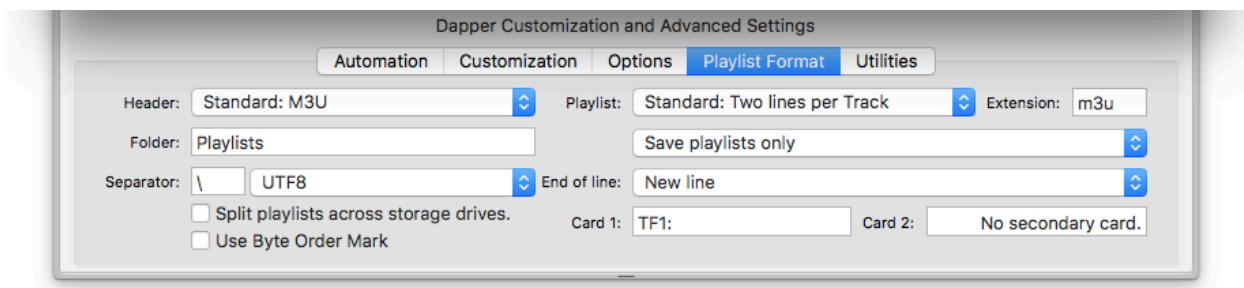 Dapper Customization and Advanced Settings
Automation Customization Options Playlist Format Utilities
Header: Standard: M3U Playlist: Standard: Two lines per Track Extension: m3u
Folder: Playlists Save playlists only
Separator: \ UTF8 End of line: New line
Split playlists across storage drives.
Card 1: TF1: Card 2: No secondary card.
Use Byte Order Mark